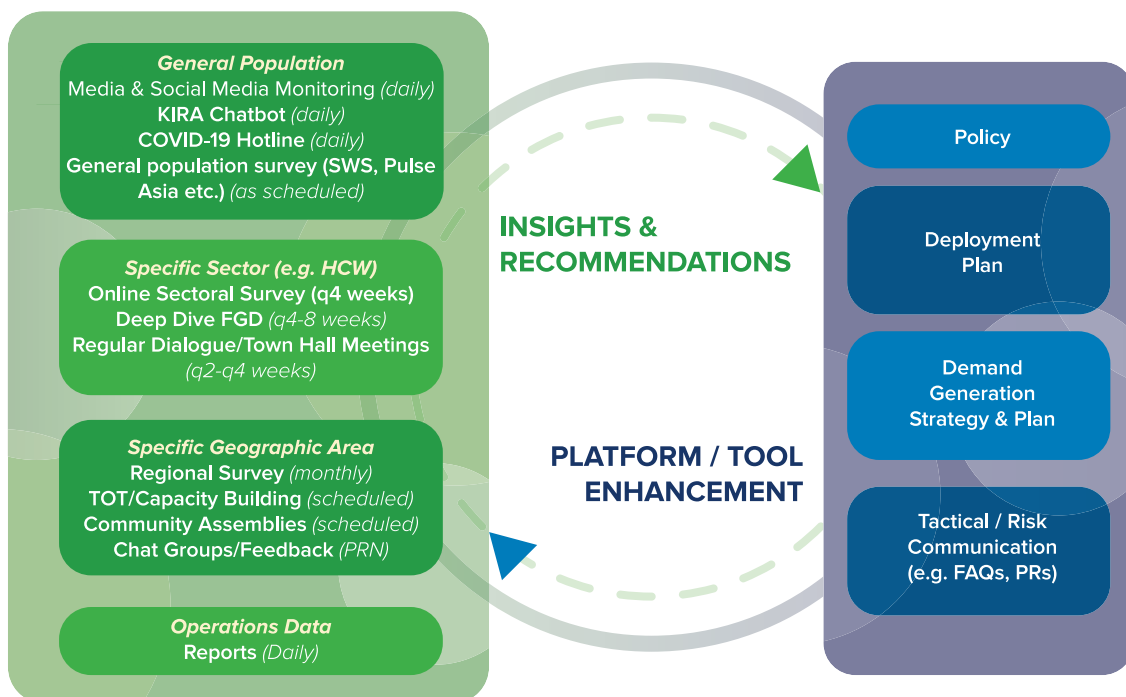 General Population
Media & Social Media Monitoring (daily)
KIRA Chatbot (daily)
COVID-19 Hotline (daily)
General population survey (SWS, Pulse
Asia etc.) (as scheduled)
Specific Sector (e.g. HCW)
Online Sectoral Survey (q4 weeks)
Deep Dive FGD (q4-8 weeks)
Regular Dialogue/Town Hall Meetings
(q2-q4 weeks)
Specific Geographic Area
Regional Survey (monthly)
TOT/Capacity Building (scheduled)
Community Assemblies (scheduled)
Chat Groups/Feedback (PRN)
Operations Data
Reports (Daily)
INSIGHTS &
RECOMMENDATIONS
PLATFORM / TOOL
ENHANCEMENT
Policy
Deployment
Plan
Demand
Generation
Strategy & Plan
Tactical / Risk
Communication
(e.g. FAQs, PRs)